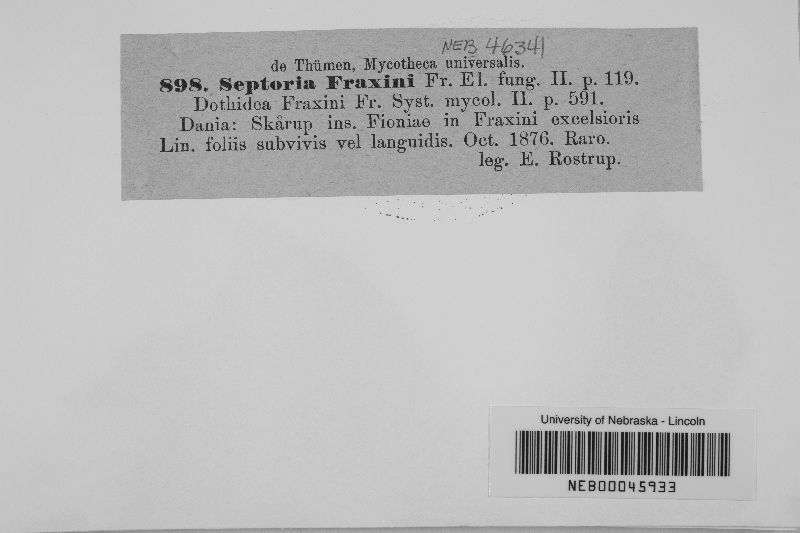 NEB 46341
de Thümen, Mycotheca universalis.
898. Septoria Fraxini Fr. El. fung. II. p. 119.
Dothidea Fraxini Fr. Syst. mycol. II. p. 591.
Dania: Skårup ins. Fioniae in Fraxini excelsioris
Lin. foliis subvivis vel languidis. Oct. 1876. Raro.
leg. E. Rostrup.
University of Nebraska - Lincoln
NEB00045933